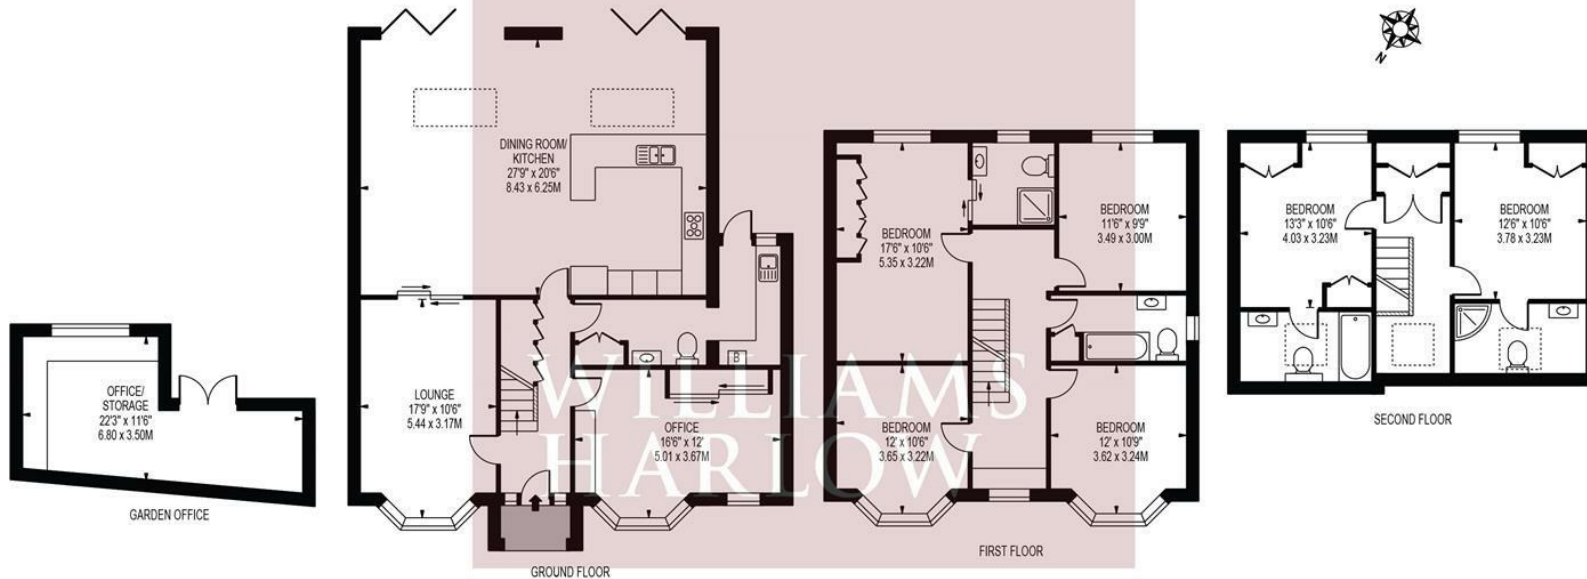 N
DINING ROOM/
KITCHEN
27'9" x 20'6"
8.43 x 6.25M
LOUNGE
17'9" x 10'6"
5.44 x 3.17M
OFFICE
16'6" x 12'
5.01 x 3.67M
B
GROUND FLOOR
OFFICE/
STORAGE
22'3" x 11'6"
6.80 x 3.50M
GARDEN OFFICE
BEDROOM
17'6" x 10'6"
5.35 x 3.22M
BEDROOM
11'6" x 9'9"
3.49 x 3.00M
BEDROOM
12' x 10'6"
3.65 x 3.22M
BEDROOM
12' x 10'9"
3.62 x 3.24M
FIRST FLOOR
BEDROOM
13'3" x 10'6"
4.03 x 3.23M
BEDROOM
12'6" x 10'6"
3.78 x 3.23M
SECOND FLOOR
WILLIAMS
HARLOW